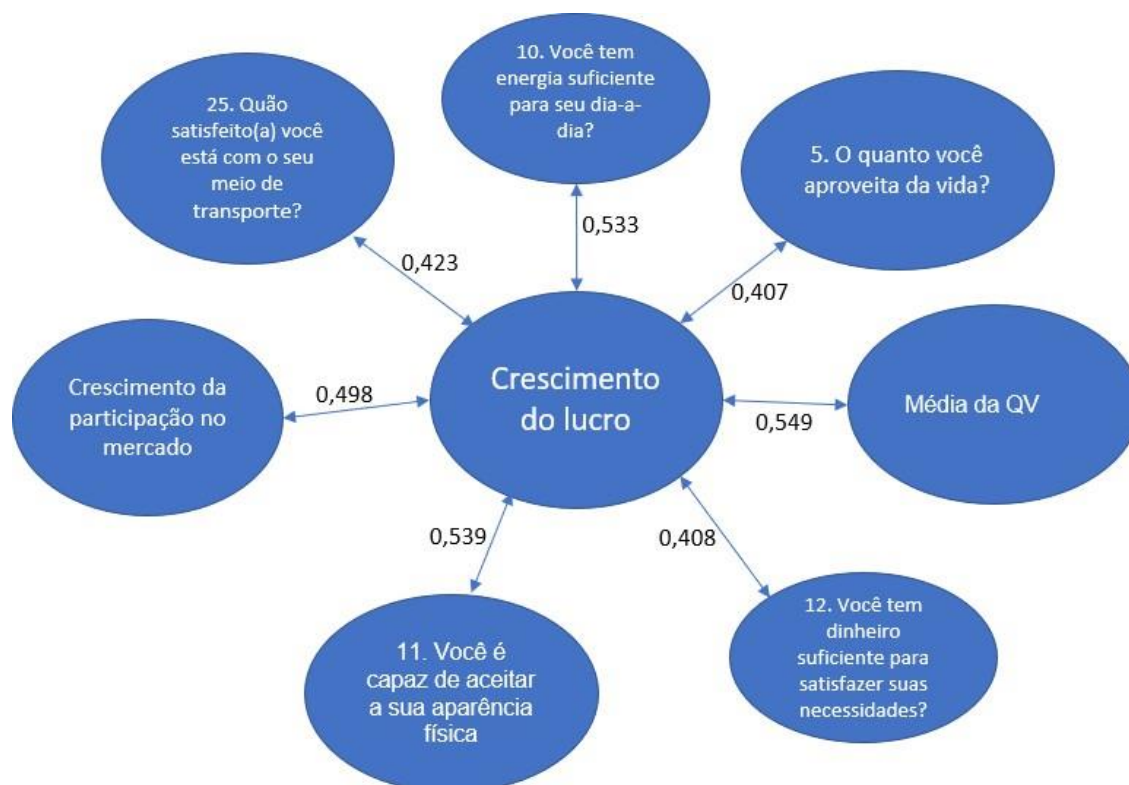 10. Você tem
energia suficiente
para seu dia-a-
dia?
25. Quão
satisfeito(a) você
está com o seu
meio de
transporte?
5. O quanto você
aproveita da vida?
0,533
0,423
0,407
Crescimento da
participação no
mercado
0,498
Crescimento
do lucro
0,549
Média da QV
0,539
0,408
11. Você é
capaz de aceitar
a sua aparência
física
12. Você tem
dinheiro
suficiente para
satisfazer suas
necessidades?